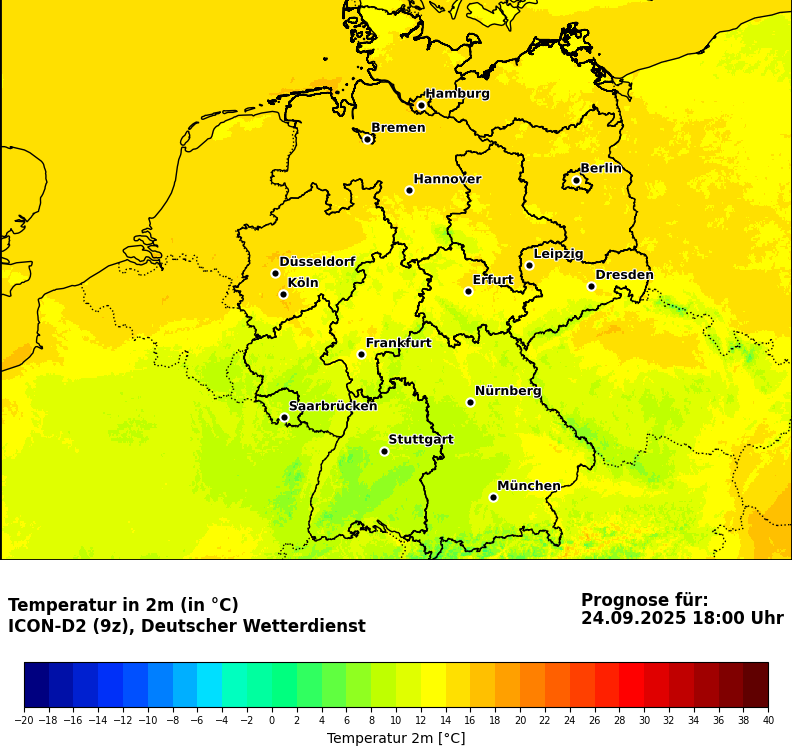 Hamburg
Bremen
Berlin
Hannover
Leipzig
Düsseldorf
Dresden
Köln
Erfurt
Frankfurt
Nürnberg
Saarbrücken
Stuttgart
München
Temperatur in 2m (in °C)
ICON-D2 (9z), Deutscher Wetterdienst
Prognose für:
24.09.2025 18:00 Uhr
−20 −18 −16 −14 −12 −10 −8 −6 −4 −2 0 2 4 6 8 10 12 14 16 18 20 22 24 26 28 30 32 34 36 38 40
Temperatur 2m [°C]